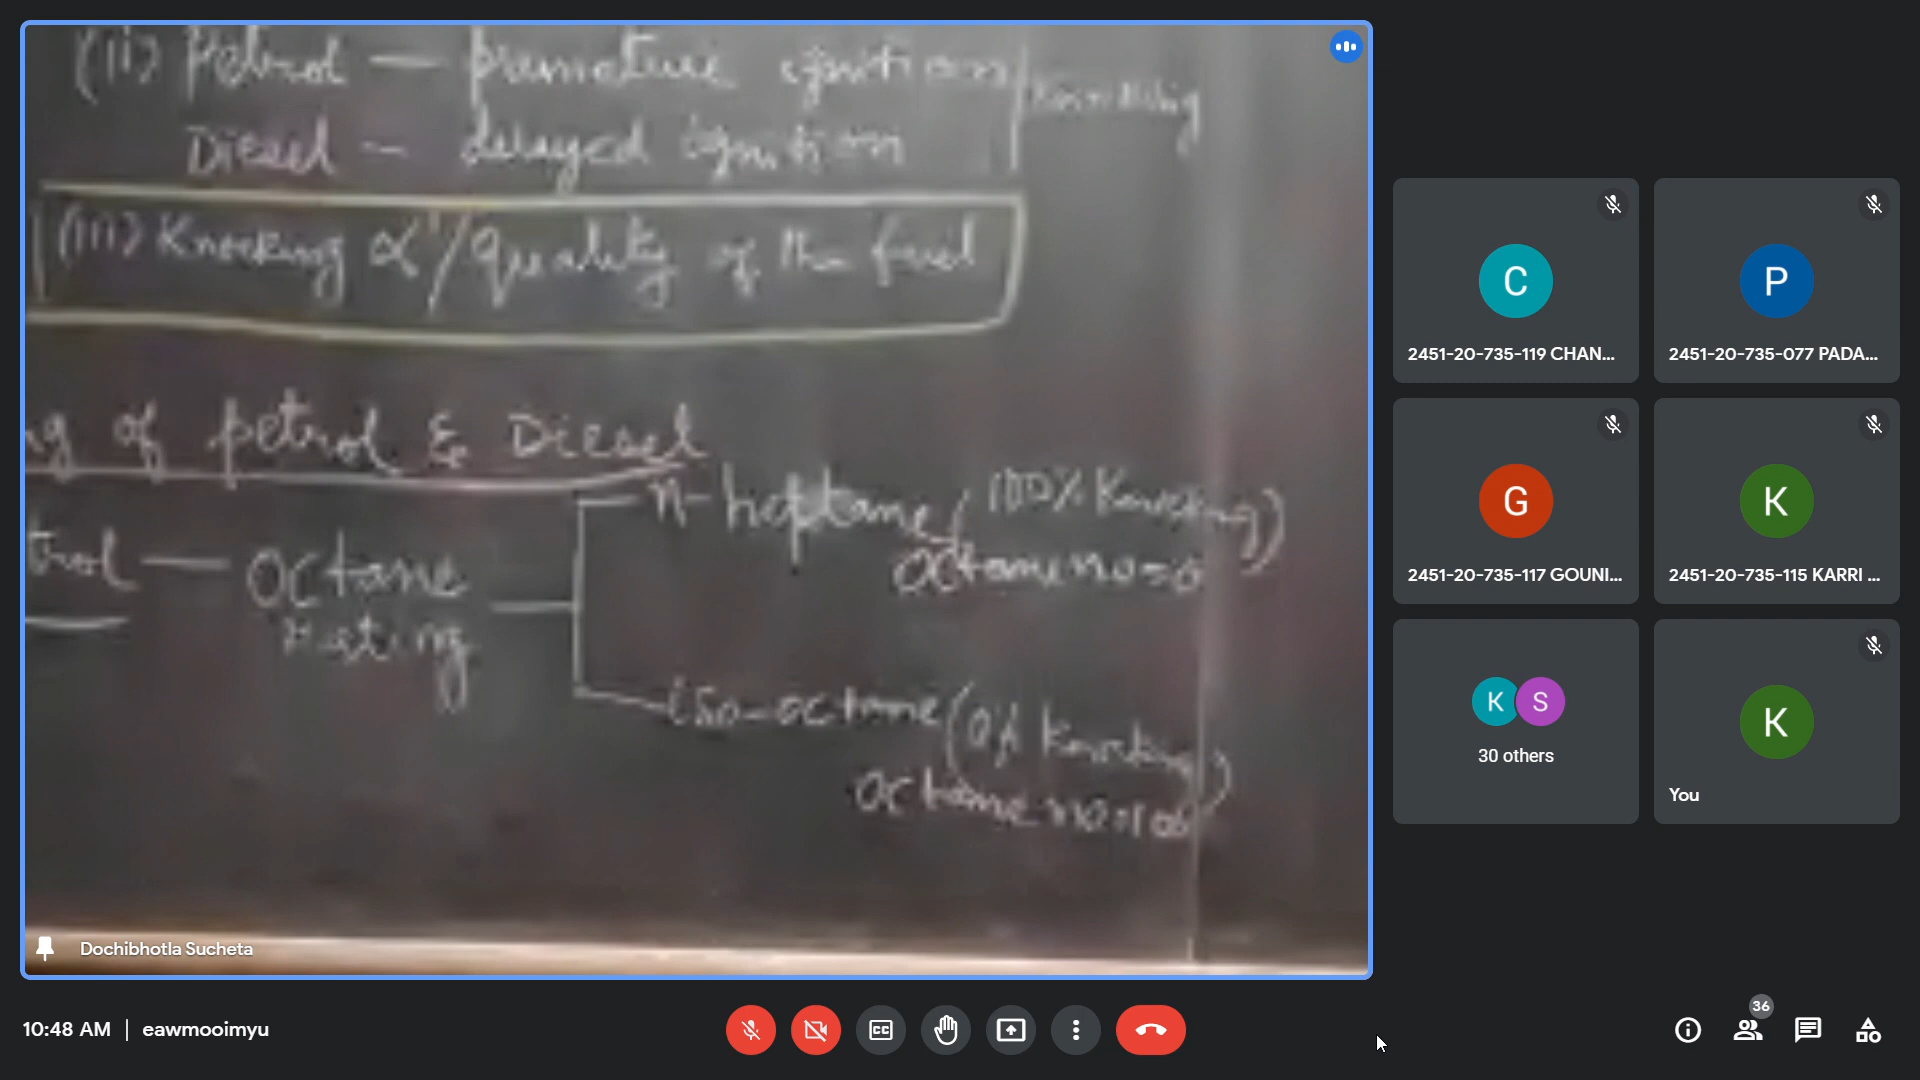 (ii) Petrol — premature ignition
Knocking
Diesel — delayed ignition
(iii) Knocking α 1/quality of the fuel
ng of petrol & Diesel
n-heptane (100% Knocking)
octane no = 0
trol — Octane
rating
iso-octane (0% Knocking)
octane no = 100
Dochibhotla Sucheta
C
2451-20-735-119 CHAN...
P
2451-20-735-077 PADA...
G
2451-20-735-117 GOUNI...
K
2451-20-735-115 KARRI ...
K S
30 others
K
You
10:48 AM | eawmooimyu
CC
36